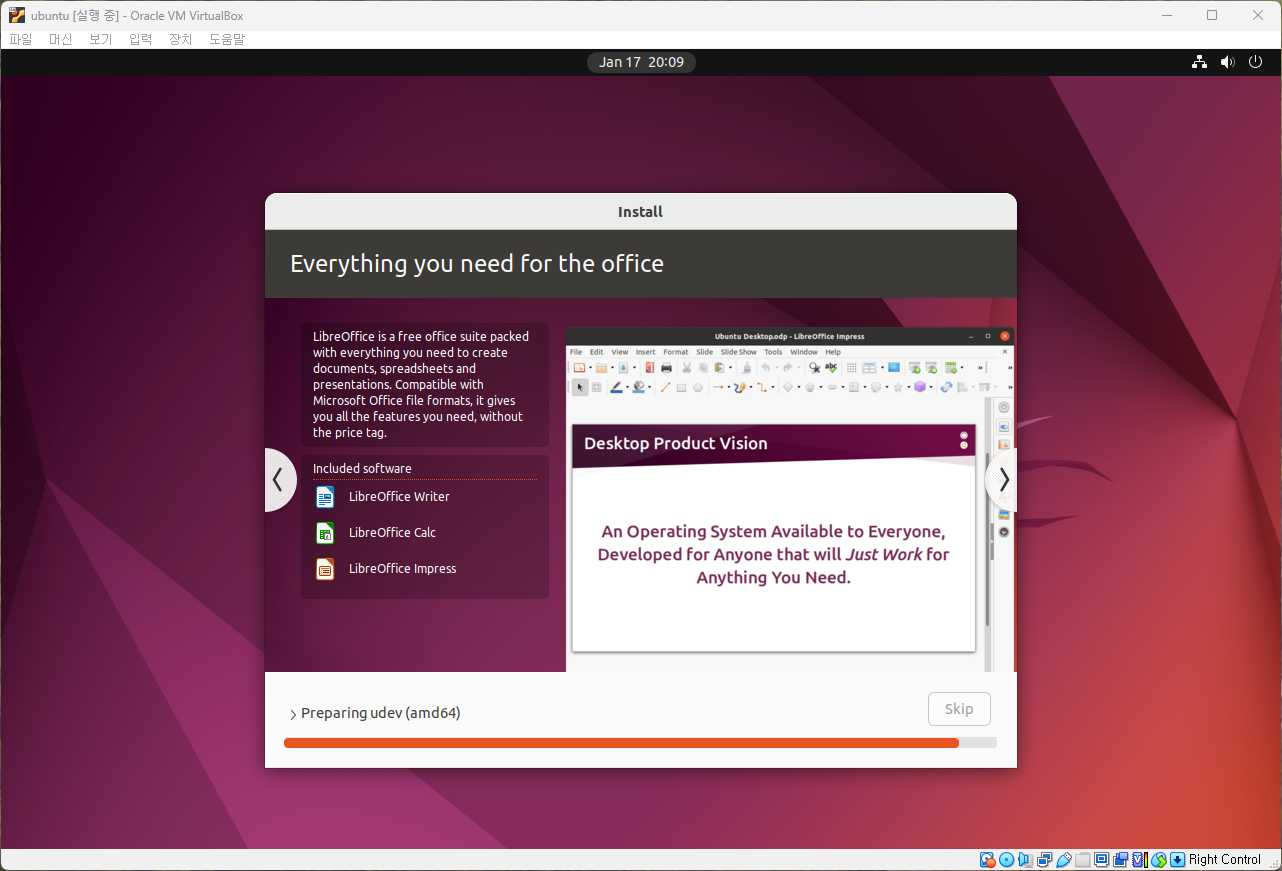 ubuntu [실행 중] - Oracle VM VirtualBox
파일 머신 보기 입력 장치 도움말
Jan 17 20:09
Install
Everything you need for the office
LibreOffice is a free office suite packed
with everything you need to create
documents, spreadsheets and
presentations. Compatible with
Microsoft Office file formats, it gives
you all the features you need, without
the price tag.
Included software
LibreOffice Writer
LibreOffice Calc
LibreOffice Impress
Ubuntu Desktop.odp - LibreOffice Impress
File Edit View Insert Format Slide Slide Show Tools Window Help
Desktop Product Vision
An Operating System Available to Everyone,
Developed for Anyone that will Just Work for
Anything You Need.
Preparing udev (amd64)
Skip
Right Control